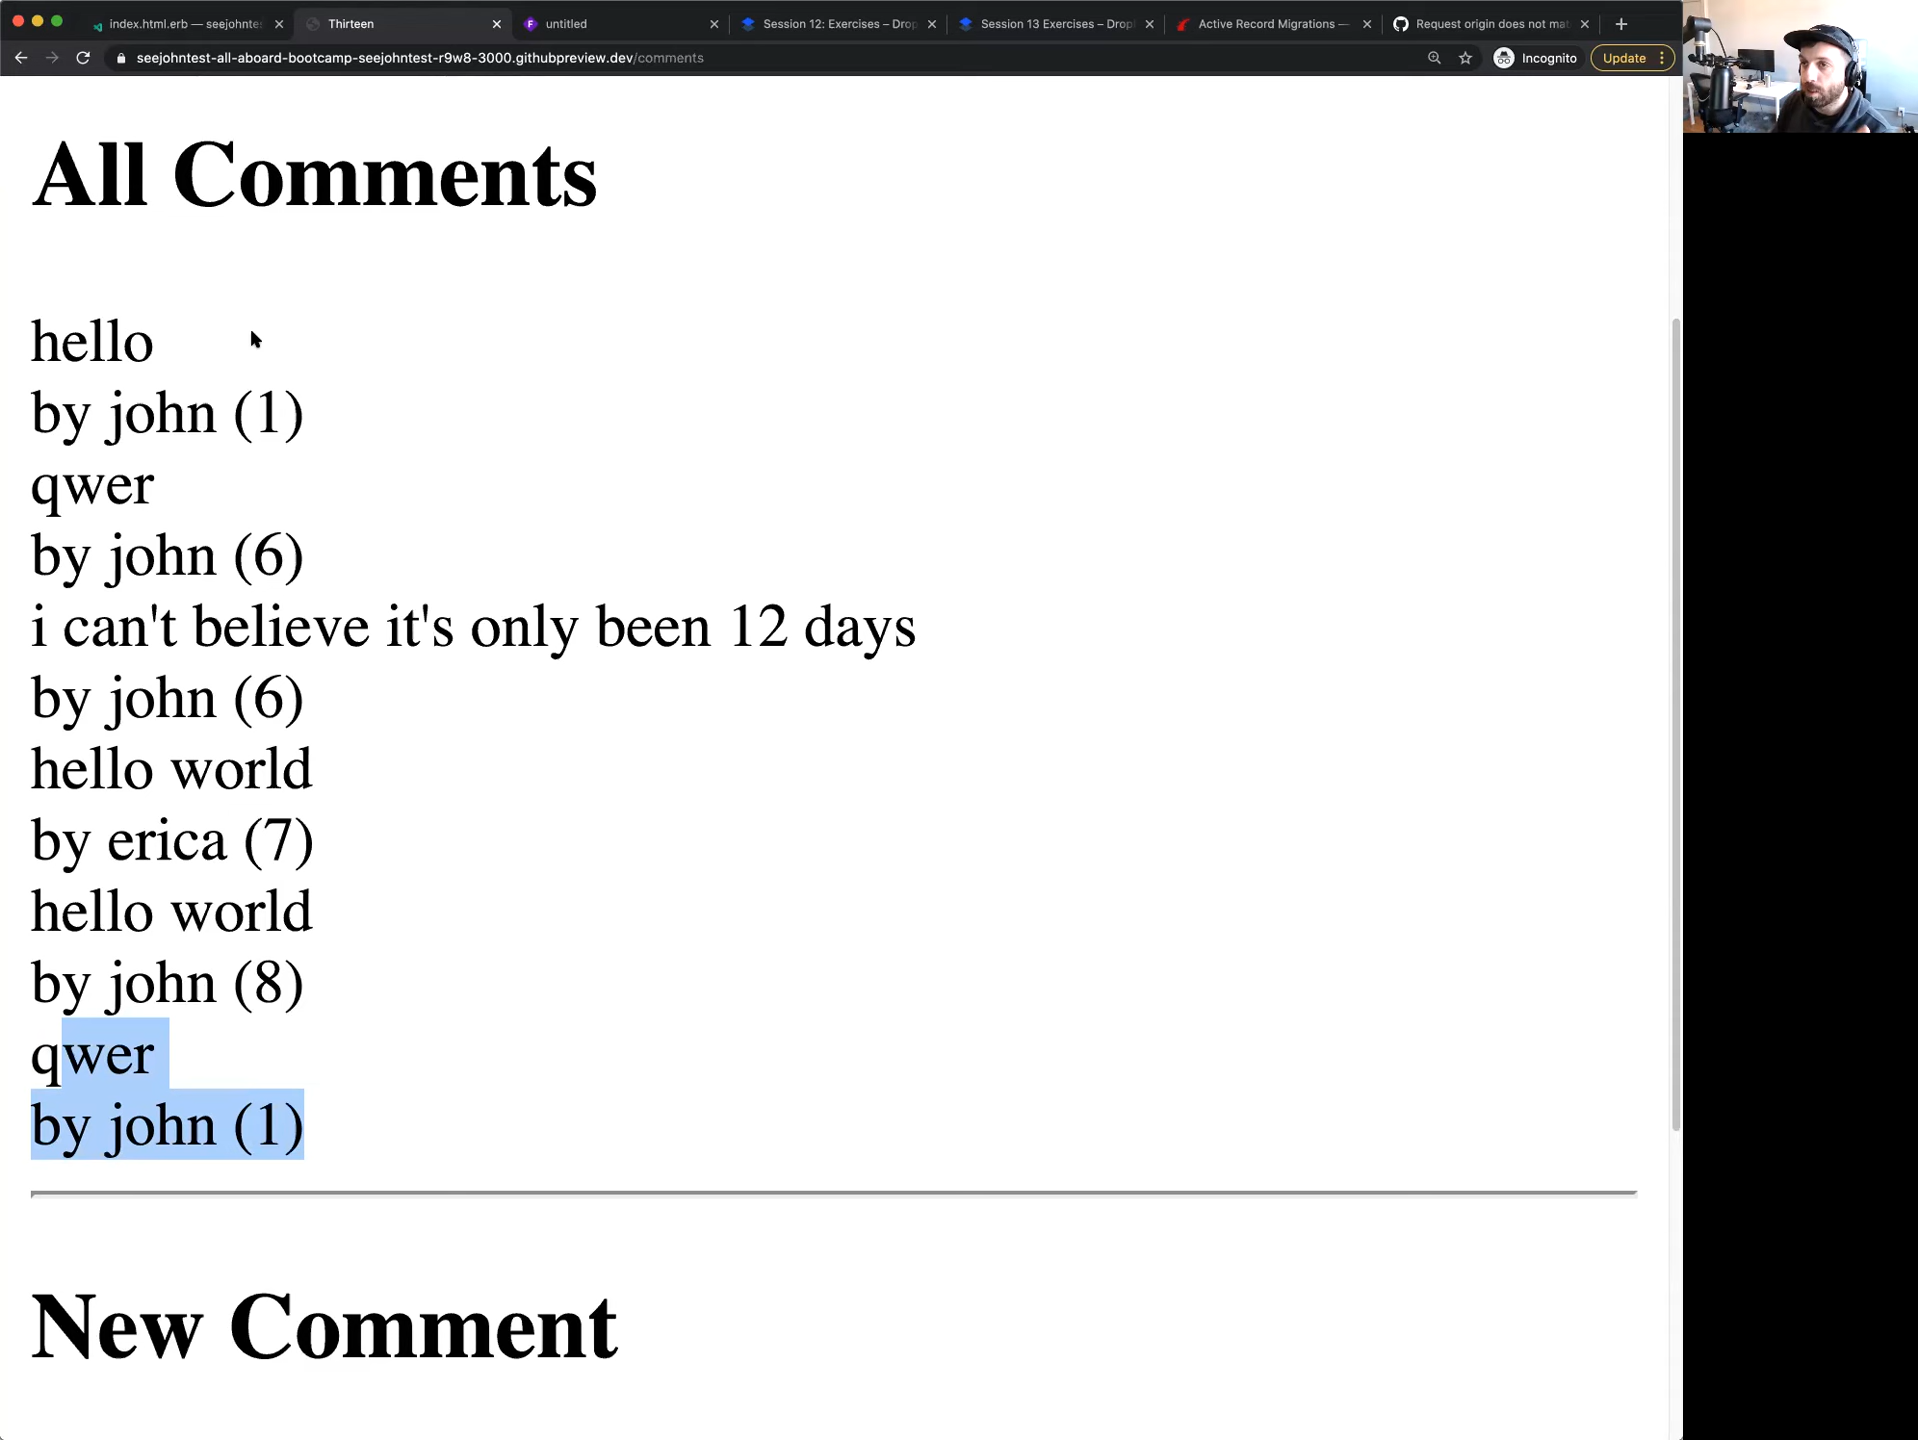 index.html.erb — seejohntes
Thirteen
untitled
Session 12: Exercises – Drop
Session 13 Exercises – Drop
Active Record Migrations —
Request origin does not mat
seejohntest-all-aboard-bootcamp-seejohntest-r9w8-3000.githubpreview.dev/comments
Incognito
Update
All Comments
hello
by john (1)
qwer
by john (6)
i can't believe it's only been 12 days
by john (6)
hello world
by erica (7)
hello world
by john (8)
qwer
by john (1)
New Comment